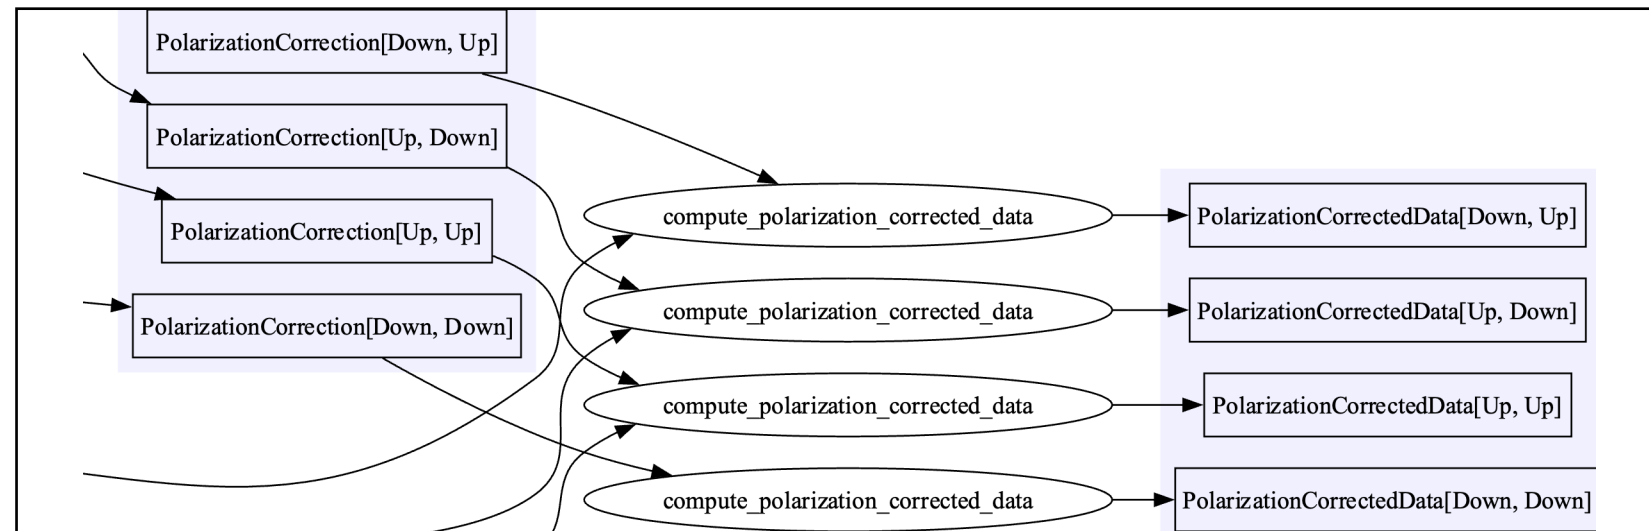 PolarizationCorrection[Down, Up]
PolarizationCorrection[Up, Down]
PolarizationCorrection[Up, Up]
PolarizationCorrection[Down, Down]
compute_polarization_corrected_data
compute_polarization_corrected_data
compute_polarization_corrected_data
compute_polarization_corrected_data
PolarizationCorrectedData[Down, Up]
PolarizationCorrectedData[Up, Down]
PolarizationCorrectedData[Up, Up]
PolarizationCorrectedData[Down, Down]